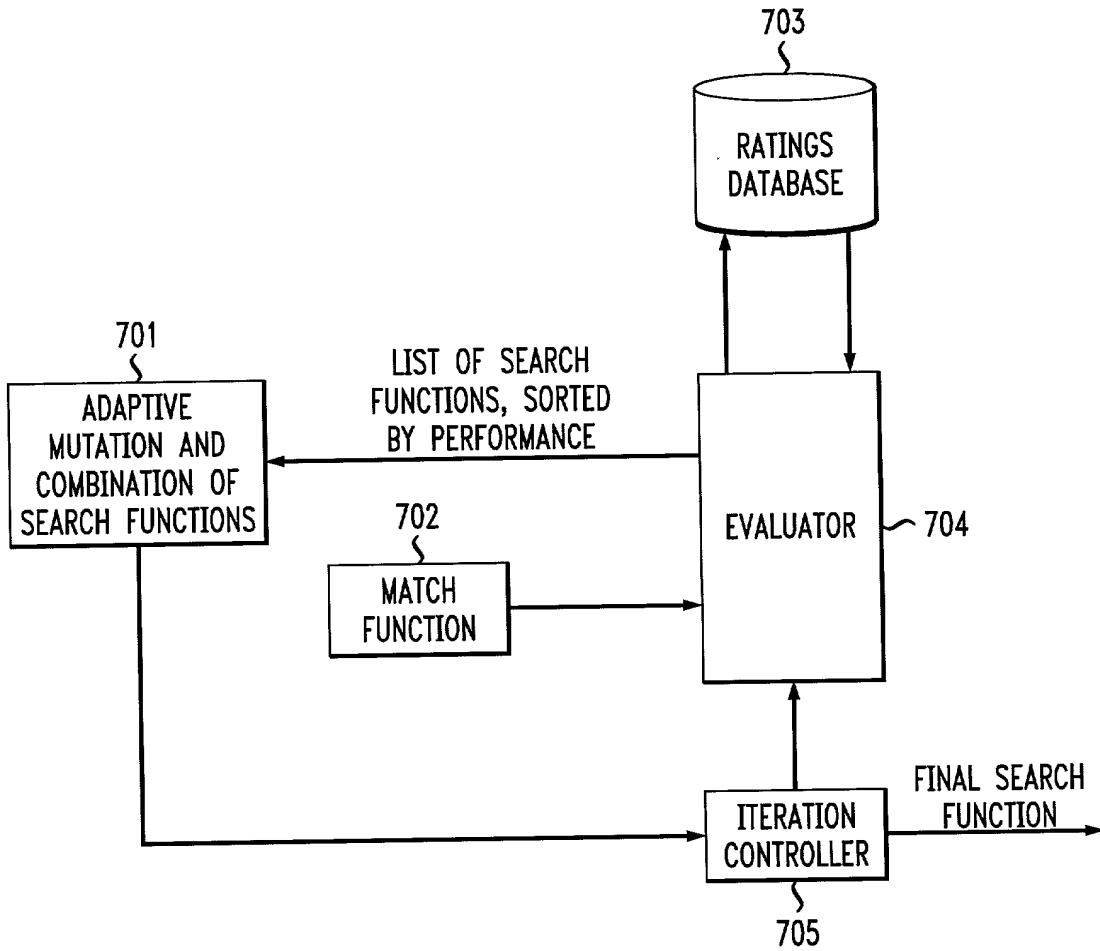 703
RATINGS
DATABASE
701
ADAPTIVE
MUTATION AND
COMBINATION OF
SEARCH FUNCTIONS
LIST OF SEARCH
FUNCTIONS, SORTED
BY PERFORMANCE
702
MATCH
FUNCTION
EVALUATOR
704
ITERATION
CONTROLLER
705
FINAL SEARCH
FUNCTION